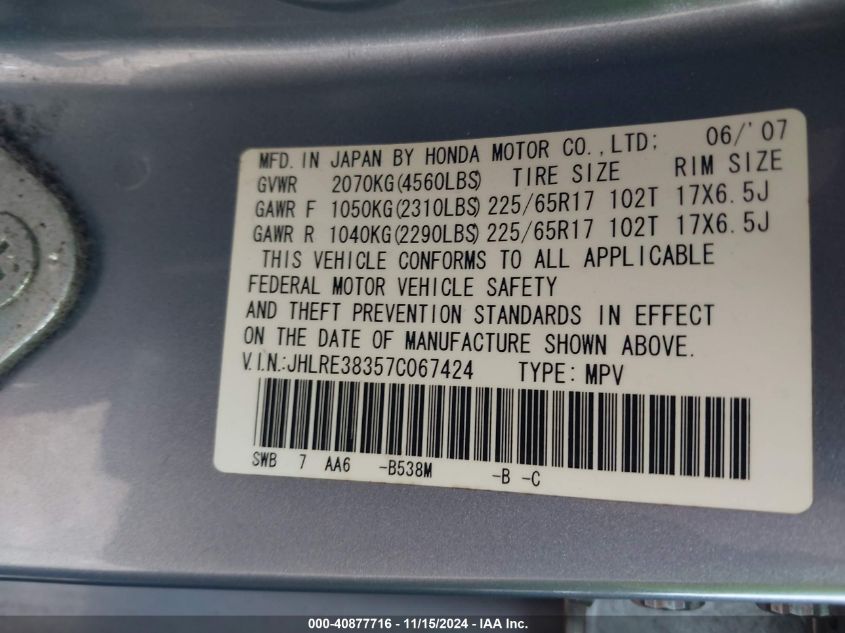 MFD. IN JAPAN BY HONDA MOTOR CO.,LTD; 06/'07
GVWR 2070KG(4560LBS) TIRE SIZE RIM SIZE
GAWR F 1050KG(2310LBS) 225/65R17 102T 17X6.5J
GAWR R 1040KG(2290LBS) 225/65R17 102T 17X6.5J
THIS VEHICLE CONFORMS TO ALL APPLICABLE
FEDERAL MOTOR VEHICLE SAFETY
AND THEFT PREVENTION STANDARDS IN EFFECT
ON THE DATE OF MANUFACTURE SHOWN ABOVE.
V.I.N.:JHLRE38357C067424 TYPE: MPV
SWB 7 AA6 -B538M -B -C
000-40877716 - 11/15/2024 - IAA Inc.